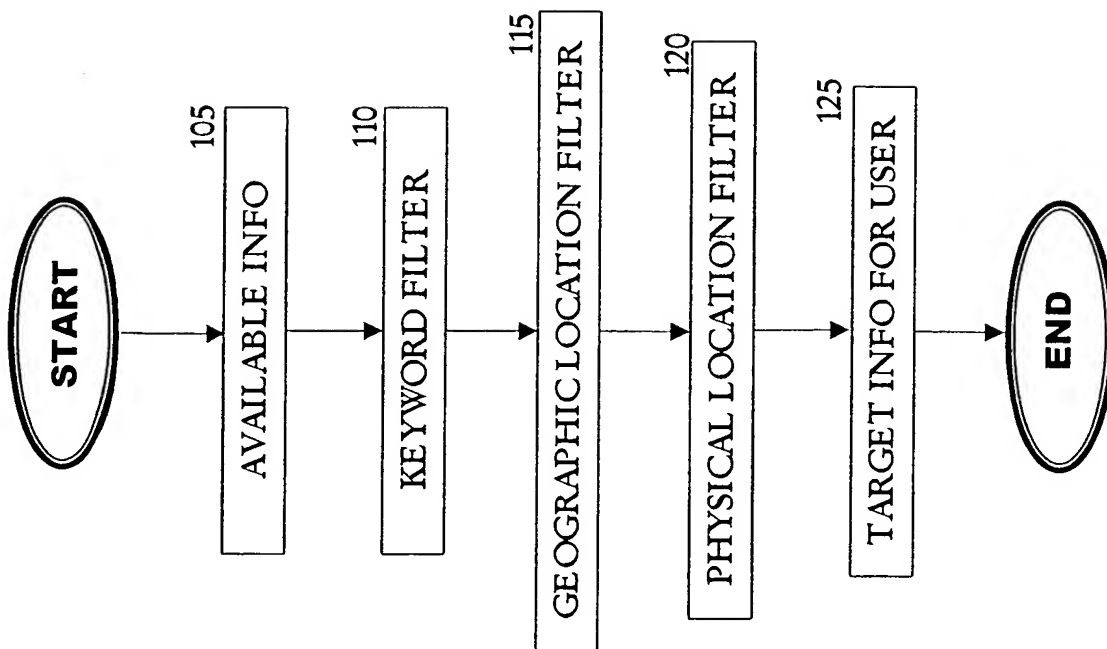 START
105
AVAILABLE INFO
110
KEYWORD FILTER
115
GEOGRAPHIC LOCATION FILTER
120
PHYSICAL LOCATION FILTER
125
TARGET INFO FOR USER
END